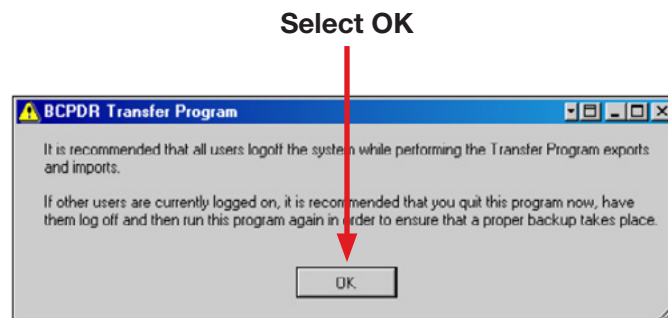 Select OK
BCPDR Transfer Program
It is recommended that all users logoff the system while performing the Transfer Program exports
and imports.
If other users are currently logged on, it is recommended that you quit this program now, have
them log off and then run this program again in order to ensure that a proper backup takes place.
OK